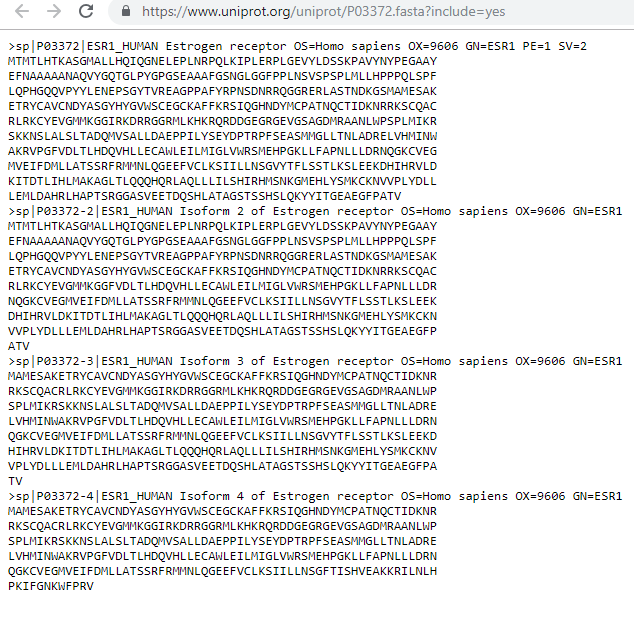 https://www.uniprot.org/uniprot/P03372.fasta?include=yes
>sp|P03372|ESR1_HUMAN Estrogen receptor OS=Homo sapiens OX=9606 GN=ESR1 PE=1 SV=2
MTMTLHTKASGMALLHQIQGNELEPLNRPQLKIPLERPLGEVYLDSSKPAVYNYPEGAAY
EFNAAAAANAQVYGQTGLPYGPGSEAAAFGSNGLGGFPPLNSVSPSPLMLLHPPPQLSPF
LQPHGQQVPYYLENEPSGYTVREAGPPAFYRPNSDNRRQGGRERLASTNDKGSMAMESAK
ETRYCAVCNDYASGYHYGVWSCEGCKAFFKRSIQGHNDYMCPATNQCTIDKNRRKSCQAC
RLRKCYEVGMMKGGIRKDRRGGRMLKHKRQRDDGEGRGEVGSAGDMRAANLWPSPLMIKR
SKKNSLALSLTADQMVSALLDAEPPILYSEYDPTRPFSEASMMGLLTNLADRELVHMINW
AKRVPGFVDLTLHDQVHLLECAWLEILMIGLVWRSMEHPGKLLFAPNLLLDRNQGKCVEG
MVEIFDMLLATSSRFRMMNLQGEEFVCLKSIILLNSGVYTFLSSTLKSLEEKDHIHRVLD
KITDTLIHLMAKAGLTLQQQHQRLAQLLLILSHIRHMSNKGMEHLYSMKCKNVVPLYDLL
LEMLDAHRLHAPTSRGGASVEETDQSHLATAGSTSSHSLQKYYITGEAEGFPATV
>sp|P03372-2|ESR1_HUMAN Isoform 2 of Estrogen receptor OS=Homo sapiens OX=9606 GN=ESR1
MTMTLHTKASGMALLHQIQGNELEPLNRPQLKIPLERPLGEVYLDSSKPAVYNYPEGAAY
EFNAAAAANAQVYGQTGLPYGPGSEAAAFGSNGLGGFPPLNSVSPSPLMLLHPPPQLSPF
LQPHGQQVPYYLENEPSGYTVREAGPPAFYRPNSDNRRQGGRERLASTNDKGSMAMESAK
ETRYCAVCNDYASGYHYGVWSCEGCKAFFKRSIQGHNDYMCPATNQCTIDKNRRKSCQAC
RLRKCYEVGMMKGGFVDLTLHDQVHLLECAWLEILMIGLVWRSMEHPGKLLFAPNLLLDR
NQGKCVEGMVEIFDMLLATSSRFRMMNLQGEEFVCLKSIILLNSGVYTFLSSTLKSLEEK
DHIHRVLDKITDTLIHLMAKAGLTLQQQHQRLAQLLLILSHIRHMSNKGMEHLYSMKCKN
VVPLYDLLLEMLDAHRLHAPTSRGGASVEETDQSHLATAGSTSSHSLQKYYITGEAEGFP
ATV
>sp|P03372-3|ESR1_HUMAN Isoform 3 of Estrogen receptor OS=Homo sapiens OX=9606 GN=ESR1
MAMESAKETRYCAVCNDYASGYHYGVWSCEGCKAFFKRSIQGHNDYMCPATNQCTIDKNR
RKSCQACRLRKCYEVGMMKGGIRKDRRGGRMLKHKRQRDDGEGRGEVGSAGDMRAANLWP
SPLMIKRSKKNSLALSLTADQMVSALLDAEPPILYSEYDPTRPFSEASMMGLLTNLADRE
LVHMINWAKRVPGFVDLTLHDQVHLLECAWLEILMIGLVWRSMEHPGKLLFAPNLLLDRN
QGKCVEGMVEIFDMLLATSSRFRMMNLQGEEFVCLKSIILLNSGVYTFLSSTLKSLEEKD
HIHRVLDKITDTLIHLMAKAGLTLQQQHQRLAQLLLILSHIRHMSNKGMEHLYSMKCKNV
VPLYDLLLEMLDAHRLHAPTSRGGASVEETDQSHLATAGSTSSHSLQKYYITGEAEGFPA
TV
>sp|P03372-4|ESR1_HUMAN Isoform 4 of Estrogen receptor OS=Homo sapiens OX=9606 GN=ESR1
MAMESAKETRYCAVCNDYASGYHYGVWSCEGCKAFFKRSIQGHNDYMCPATNQCTIDKNR
RKSCQACRLRKCYEVGMMKGGIRKDRRGGRMLKHKRQRDDGEGRGEVGSAGDMRAANLWP
SPLMIKRSKKNSLALSLTADQMVSALLDAEPPILYSEYDPTRPFSEASMMGLLTNLADRE
LVHMINWAKRVPGFVDLTLHDQVHLLECAWLEILMIGLVWRSMEHPGKLLFAPNLLLDRN
QGKCVEGMVEIFDMLLATSSRFRMMNLQGEEFVCLKSIILLNSGFTISHVEAKKRILNLH
PKIFGNKWFPRV